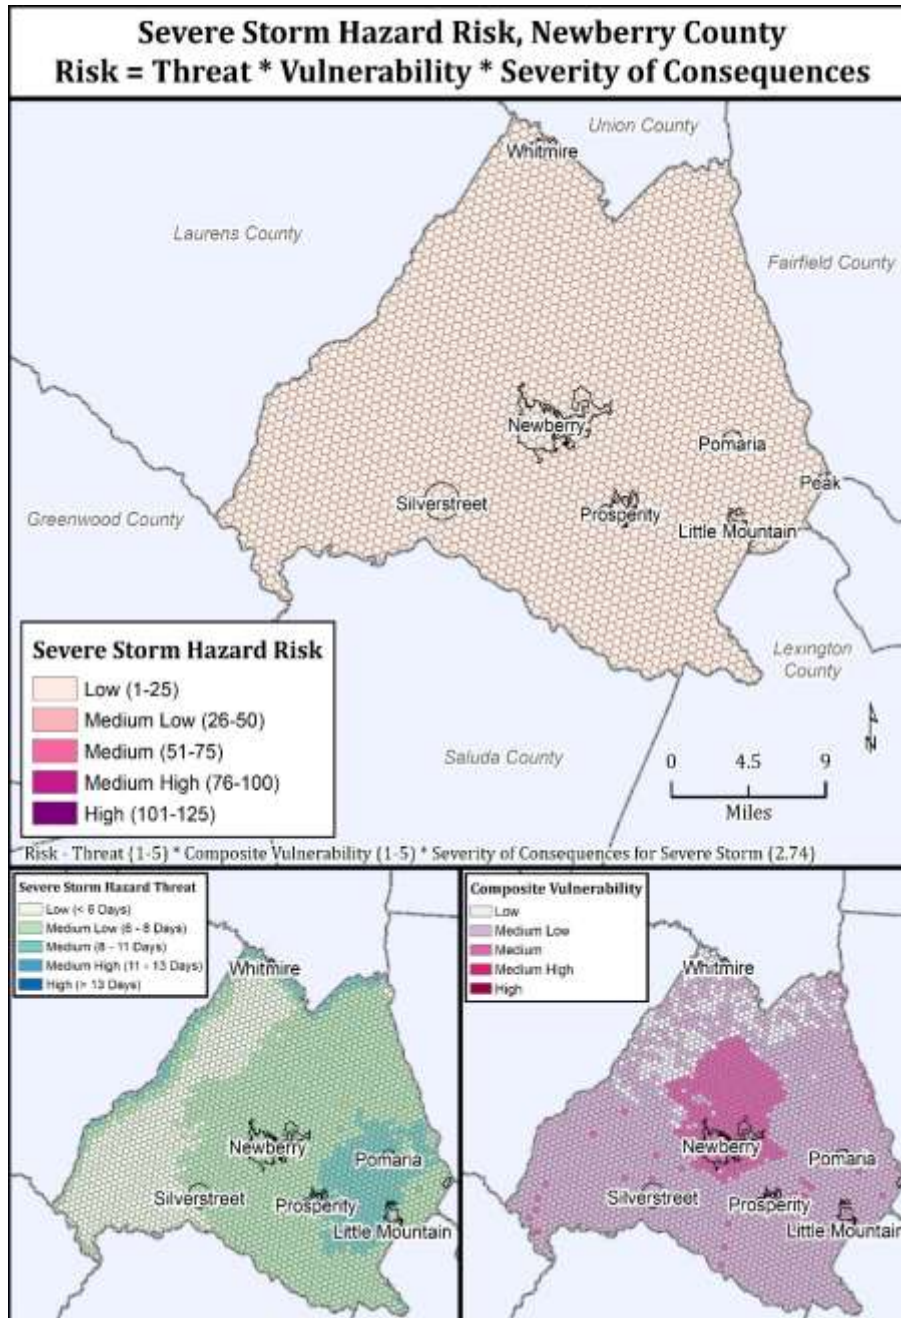 Severe Storm Hazard Risk, Newberry County
Risk = Threat * Vulnerability * Severity of Consequences
Union County
Whitmire
Laurens County
Fairfield County
Newberry
Pomaria
Peak
Silverstreet
Prosperity
Greenwood County
Little Mountain
Severe Storm Hazard Risk
Low (1-25)
Medium Low (26-50)
Medium (51-75)
Medium High (76-100)
High (101-125)
Lexington
County
Saluda County
N
0 4.5 9
Miles
Risk - Threat (1-5) * Composite Vulnerability (1-5) * Severity of Consequences for Severe Storm (2.74)
Severe Storm Hazard Threat
Low (< 6 Days)
Medium Low (6 - 8 Days)
Medium (8 - 11 Days)
Medium High (11 - 13 Days)
High (> 13 Days)
Whitmire
Newberry
Pomaria
Silverstreet
Prosperity
Little Mountain
Composite Vulnerability
Low
Medium Low
Medium
Medium High
High
Whitmire
Newberry
Pomaria
Silverstreet
Prosperity
Little Mountain